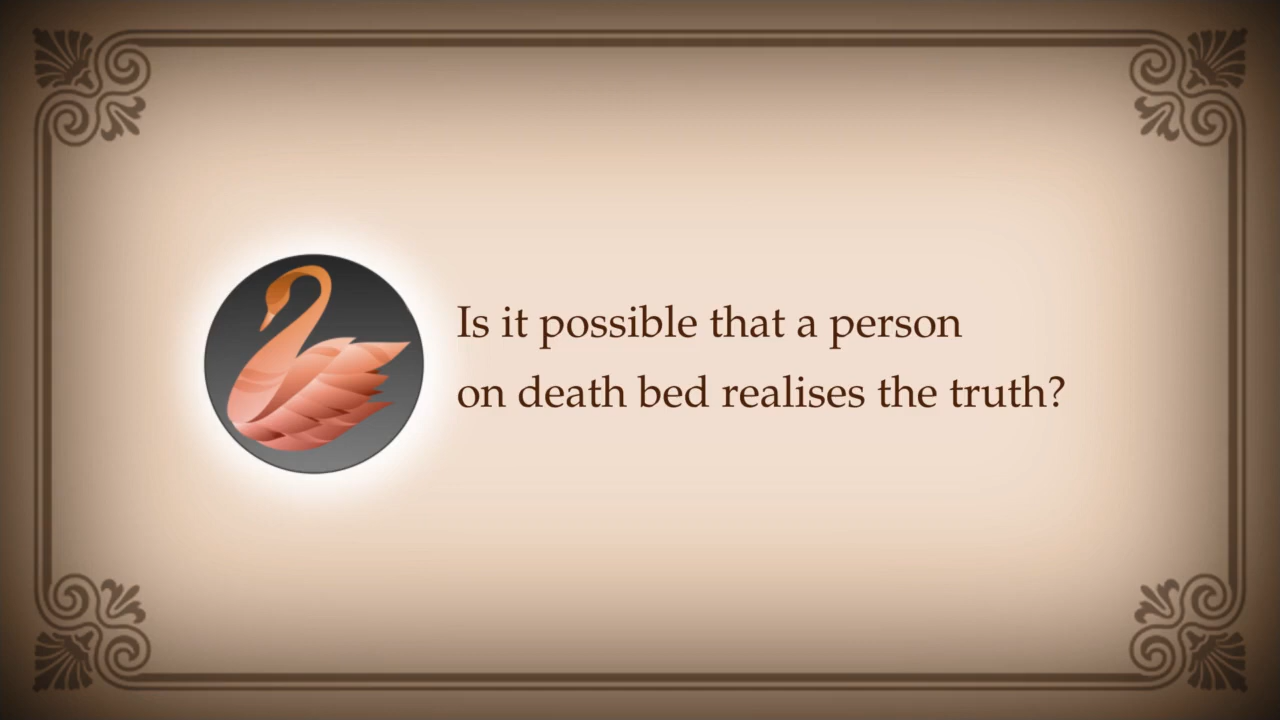 Is it possible that a person
on death bed realises the truth?